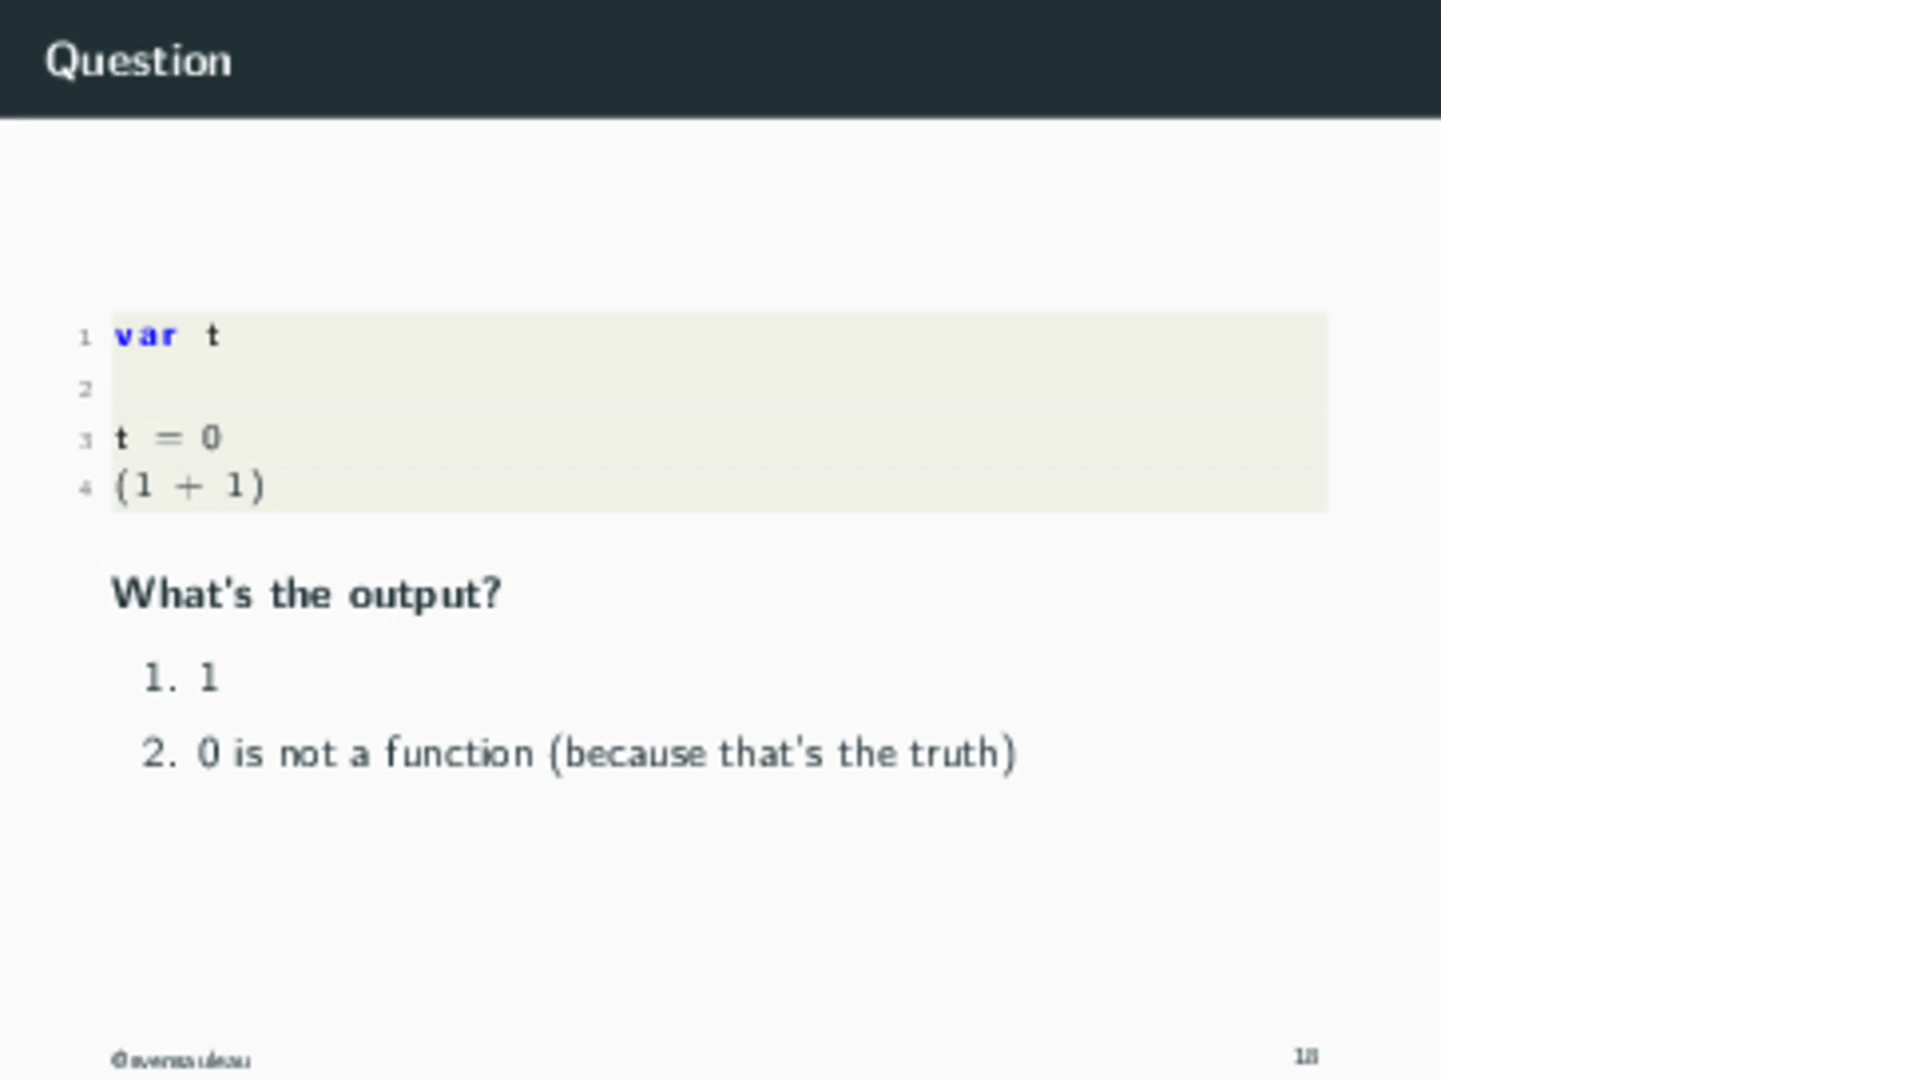 Question
1 var t
2
3 t = 0
4 (1 + 1)
What's the output?
1. 1
2. 0 is not a function (because that's the truth)
@svensauleau
18